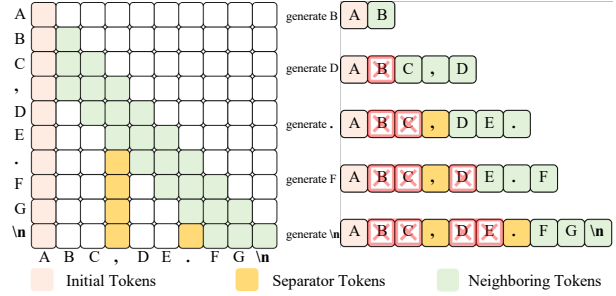 A
B
C
,
D
E
.
F
G
\n
A B C , D E . F G \n
generate B A B
generate D A B C , D
generate . A B C , D E .
generate F A B C , D E . F
generate \n A B C , D E . F G \n
Initial Tokens Separator Tokens Neighboring Tokens